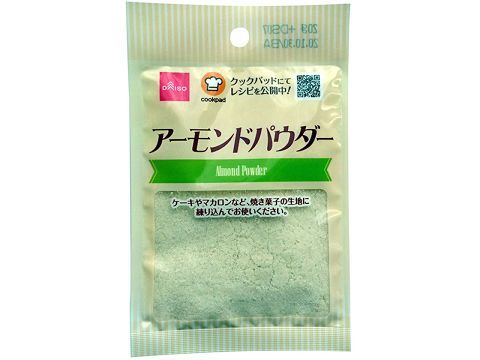 DAISO
cookpad
クックパッドにて
レシピを公開中!
アーモンドパウダー
Almond Powder
ケーキやマカロンなど、焼き菓子の生地に
練り込んでお使いください。